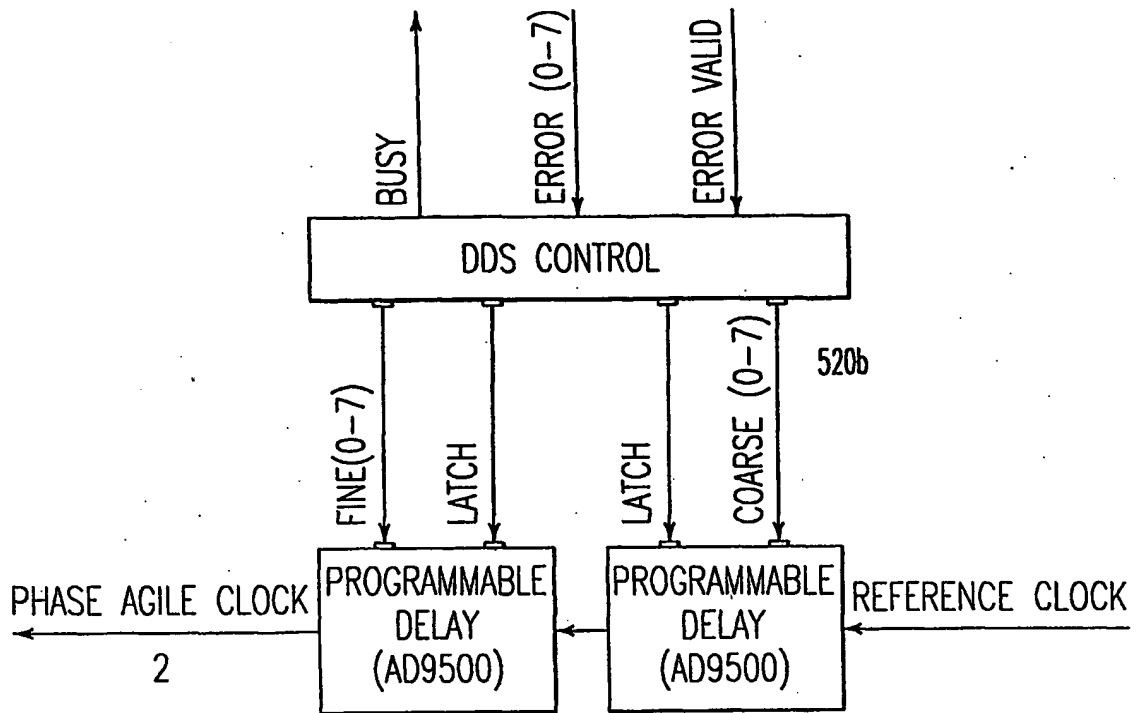 BUSY
ERROR (0-7)
ERROR VALID
DDS CONTROL
FINE(0-7)
LATCH
LATCH
COARSE (0-7)
520b
PHASE AGILE CLOCK
2
PROGRAMMABLE
DELAY
(AD9500)
PROGRAMMABLE
DELAY
(AD9500)
REFERENCE CLOCK